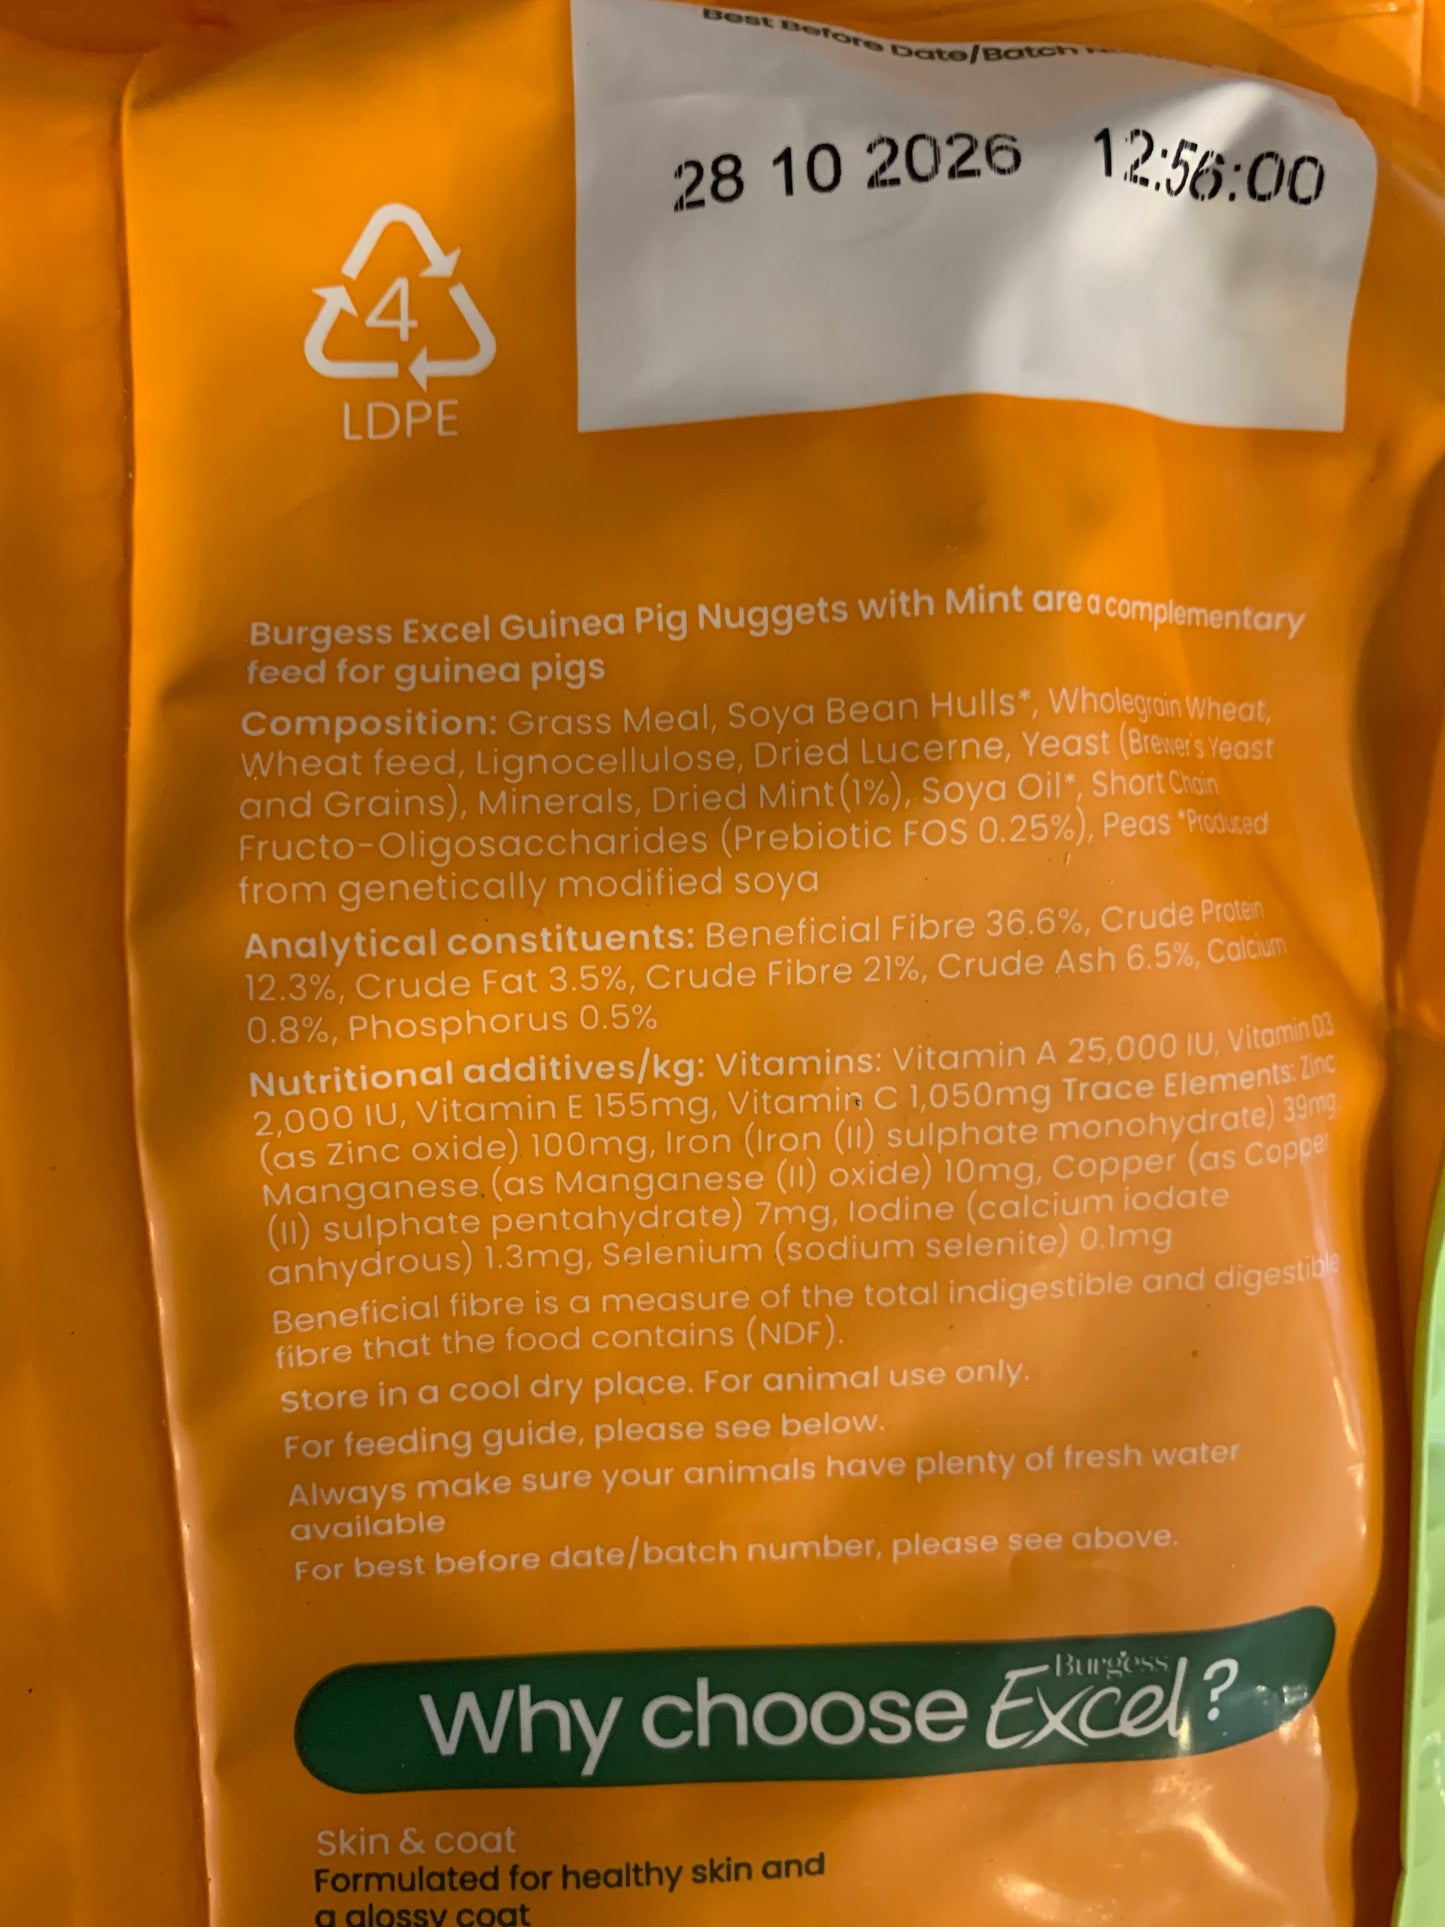 Best Before Date/Batch
28 10 2026 12:56:00
4
LDPE
Burgess Excel Guinea Pig Nuggets with Mint are a complementary
feed for guinea pigs
Composition: Grass Meal, Soya Bean Hulls*, Wholegrain Wheat,
Wheat feed, Lignocellulose, Dried Lucerne, Yeast (Brewer's Yeast
and Grains), Minerals, Dried Mint (1%), Soya Oil*, Short Chain
Fructo-Oligosaccharides (Prebiotic FOS 0.25%), Peas *Produced
from genetically modified soya
Analytical constituents: Beneficial Fibre 36.6%, Crude Protein
12.3%, Crude Fat 3.5%, Crude Fibre 21%, Crude Ash 6.5%, Calcium
0.8%, Phosphorus 0.5%
Nutritional additives/kg: Vitamins: Vitamin A 25,000 IU, Vitamin D3
2,000 IU, Vitamin E 155mg, Vitamin C 1,050mg Trace Elements: Zinc
(as Zinc oxide) 100mg, Iron (Iron (II) sulphate monohydrate) 39mg,
Manganese (as Manganese (II) oxide) 10mg, Copper (as Copper
(II) sulphate pentahydrate) 7mg, Iodine (calcium iodate
anhydrous) 1.3mg, Selenium (sodium selenite) 0.1mg
Beneficial fibre is a measure of the total indigestible and digestible
fibre that the food contains (NDF).
Store in a cool dry place. For animal use only.
For feeding guide, please see below.
Always make sure your animals have plenty of fresh water
available
For best before date/batch number, please see above.
Why choose Burgess Excel?
Skin & coat
Formulated for healthy skin and
a glossy coat